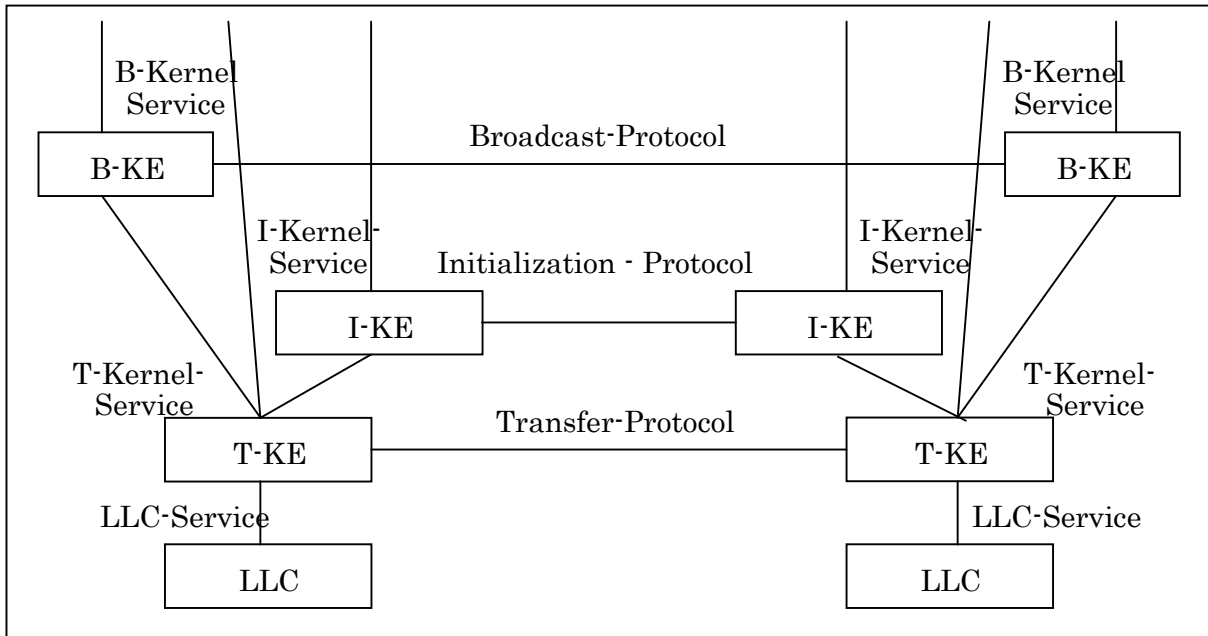 B-Kernel
Service
B-Kernel
Service
Broadcast-Protocol
B-KE
B-KE
I-Kernel-
Service
Initialization - Protocol
I-Kernel-
Service
I-KE
I-KE
T-Kernel-
Service
T-Kernel-
Service
Transfer-Protocol
T-KE
T-KE
LLC-Service
LLC-Service
LLC
LLC